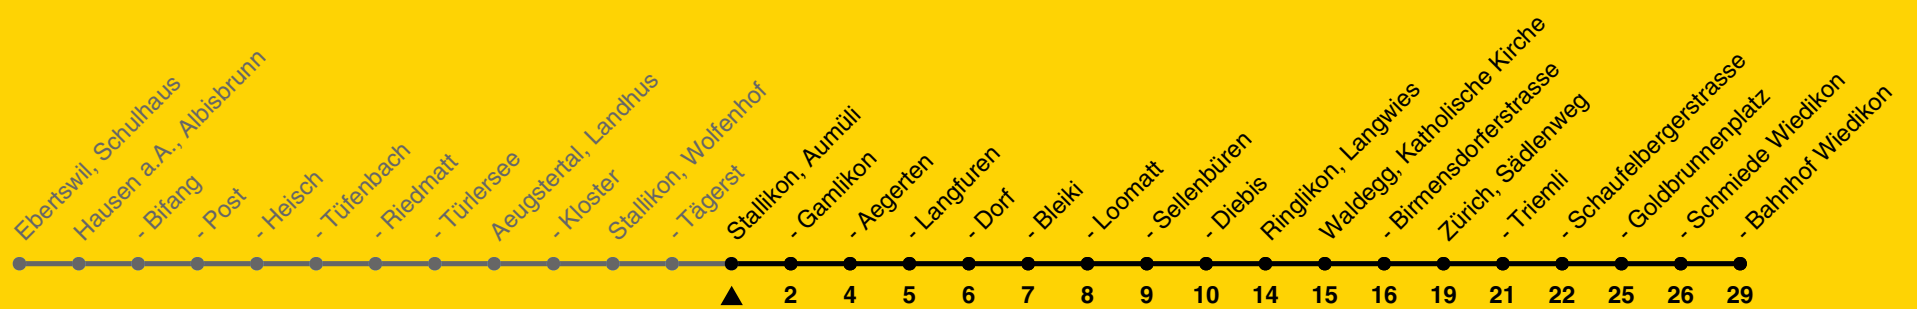 Ebertswil, Schulhaus
Hausen a.A., Albisbrunn
- Bifang
- Post
- Heisch
- Tüfenbach
- Riedmatt
- Türlersee
Aeugstertal, Landhus
- Kloster
Stallikon, Wolfenhof
- Tägerst
Stallikon, Aumüli
- Gamlikon
- Aegerten
- Langfuren
- Dorf
- Bleiki
- Loomatt
- Sellenbüren
- Diebis
Ringlikon, Langwies
Waldegg, Katholische Kirche
- Birmensdorferstrasse
Zürich, Sädlenweg
- Triemli
- Schaufelbergerstrasse
- Goldbrunnenplatz
- Schmiede Wiedikon
- Bahnhof Wiedikon
2 4 5 6 7 8 9 10 14 15 16 19 21 22 25 26 29